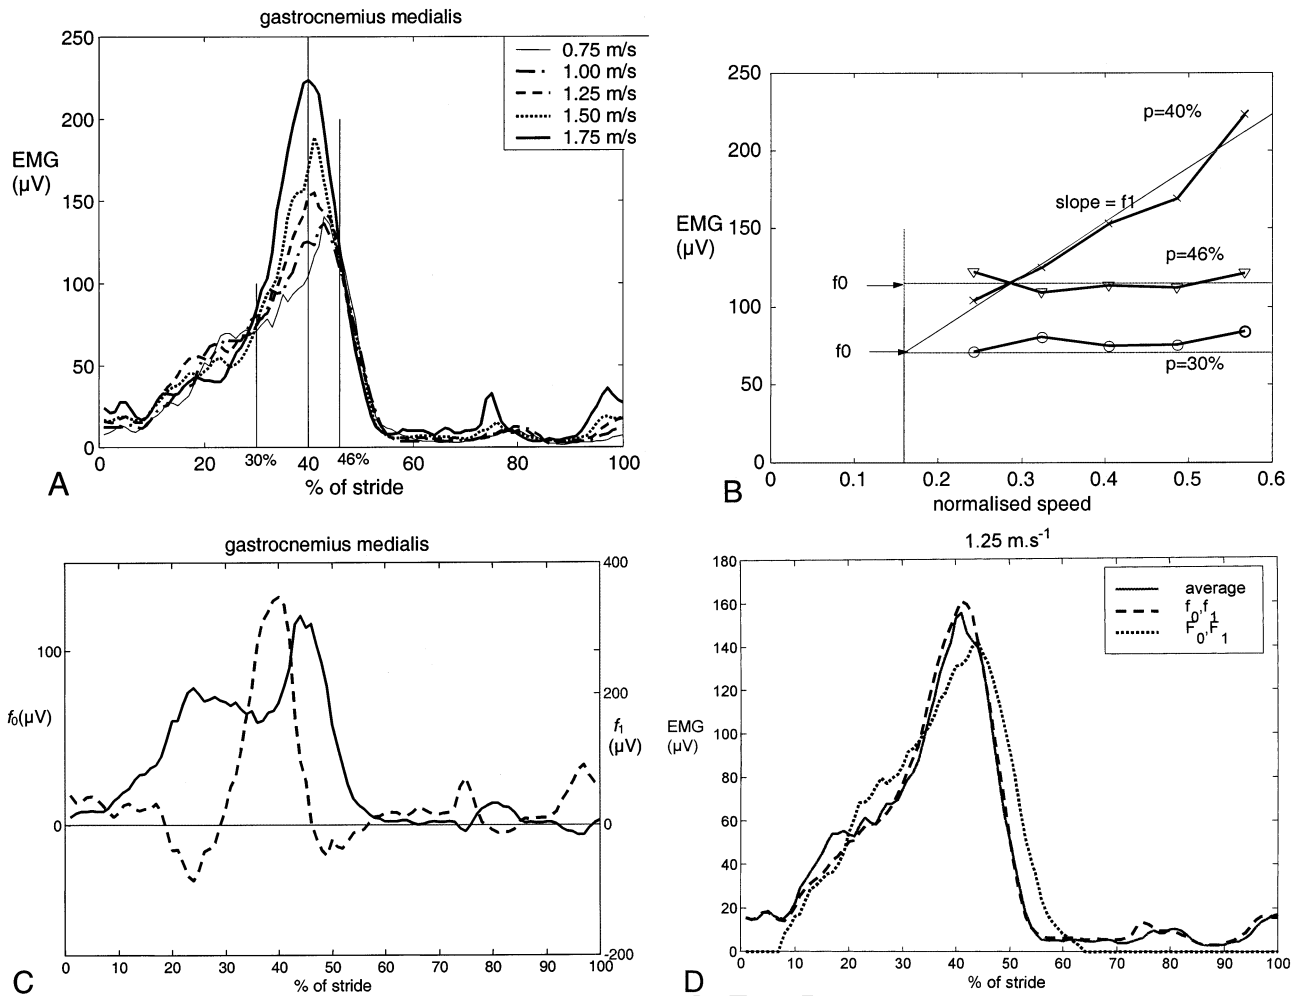 gastrocnemius medialis
250
200
150
100
50
0
EMG
(µV)
0.75 m/s
1.00 m/s
1.25 m/s
1.50 m/s
1.75 m/s
30%
46%
0
20
40
60
80
100
% of stride
A
250
200
150
100
50
0
EMG
(µV)
p=40%
slope = f1
p=46%
f0
f0
p=30%
0
0.1
0.2
0.3
0.4
0.5
0.6
normalised speed
B
gastrocnemius medialis
100
0
f₀(µV)
400
200
0
-200
f₁
(µV)
0
10
20
30
40
50
60
70
80
90
100
% of stride
C
1.25 m.s⁻¹
180
160
140
120
100
80
60
40
20
0
EMG
(µV)
average
f₀,f₁
F₀,F₁
0
10
20
30
40
50
60
70
80
90
100
% of stride
D